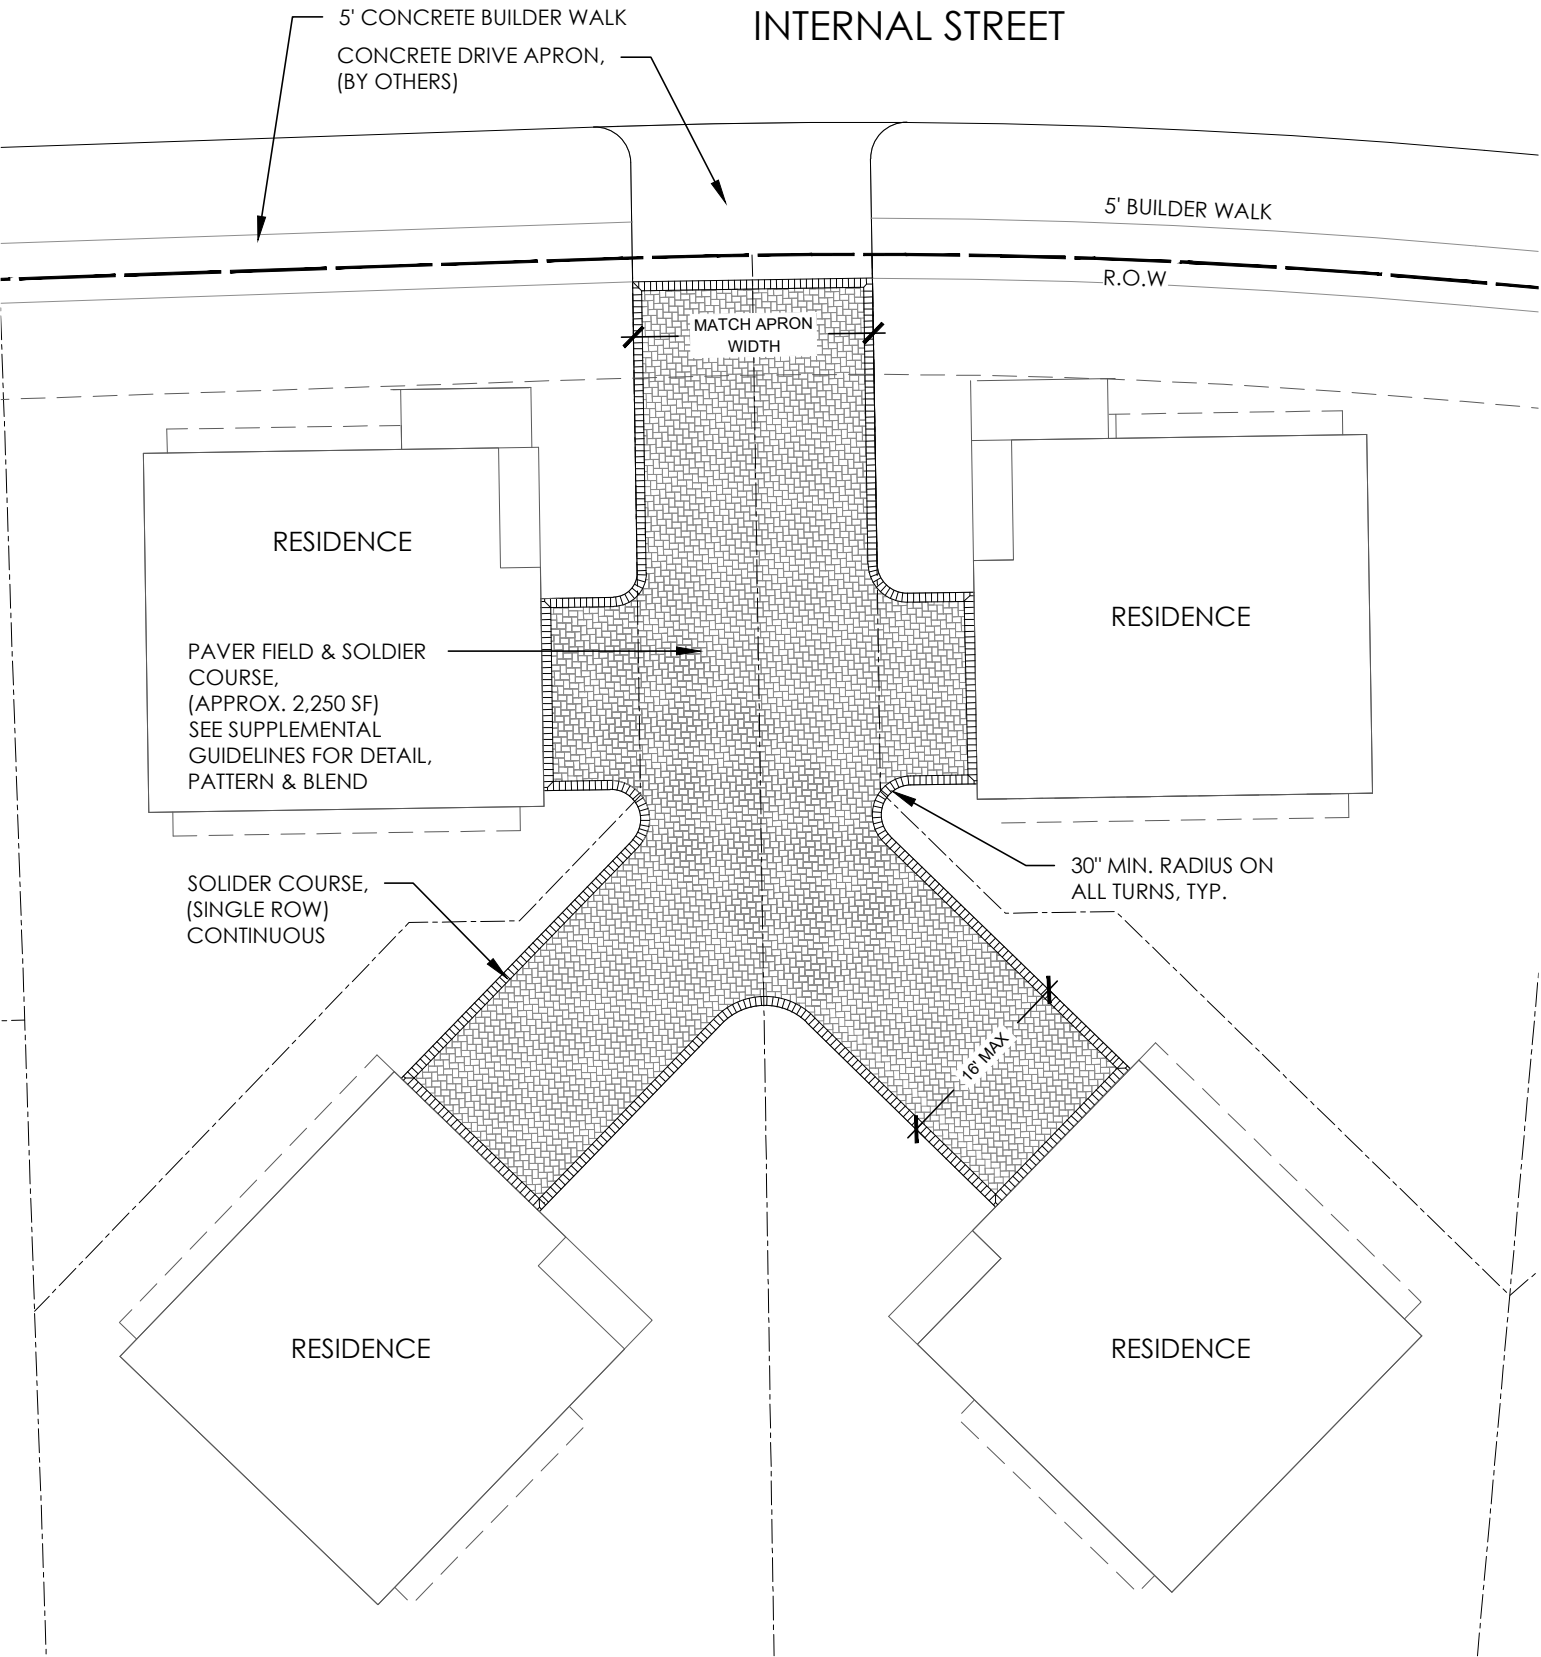 INTERNAL STREET
5' CONCRETE BUILDER WALK
CONCRETE DRIVE APRON,
(BY OTHERS)
5' BUILDER WALK
R.O.W
MATCH APRON
WIDTH
RESIDENCE
RESIDENCE
PAVER FIELD & SOLDIER
COURSE,
(APPROX. 2,250 SF)
SEE SUPPLEMENTAL
GUIDELINES FOR DETAIL,
PATTERN & BLEND
30" MIN. RADIUS ON
ALL TURNS, TYP.
SOLIDER COURSE,
(SINGLE ROW)
CONTINUOUS
16' MAX
RESIDENCE
RESIDENCE